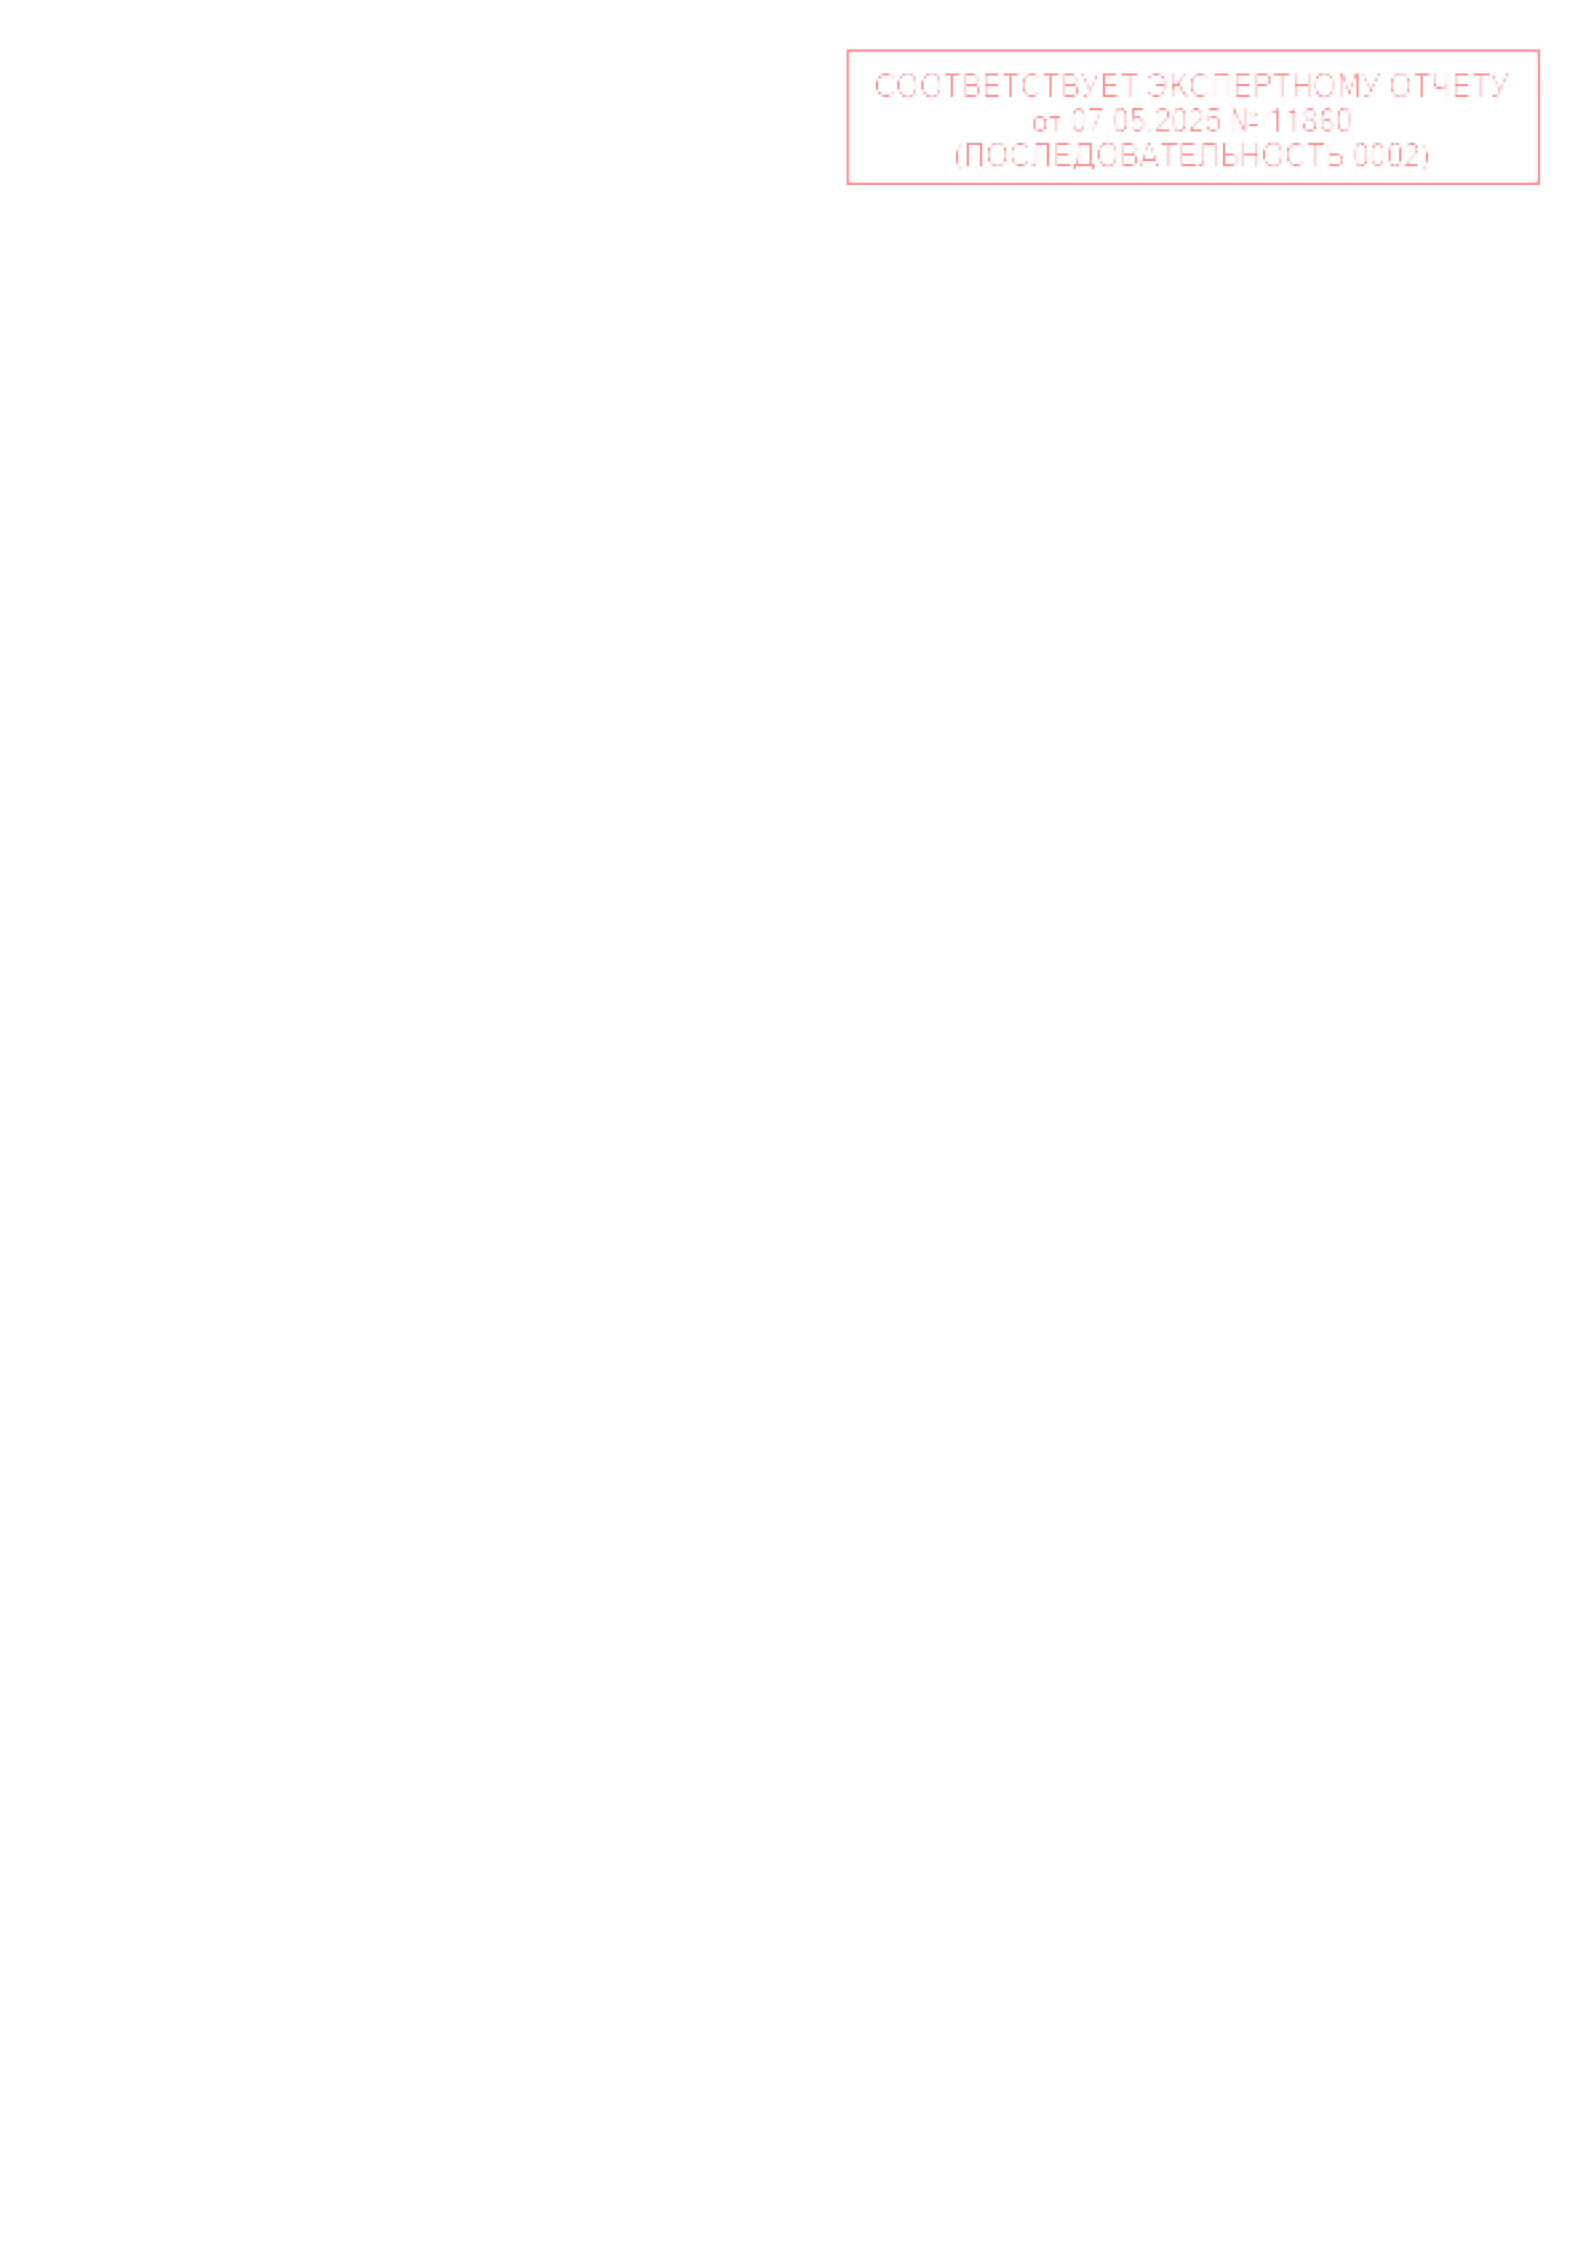 СООТВЕТСТВУЕТ ЭКСПЕРТНОМУ ОТЧЕТУ
от 07.05.2025 № 11860
(ПОСЛЕДОВАТЕЛЬНОСТЬ 0002)